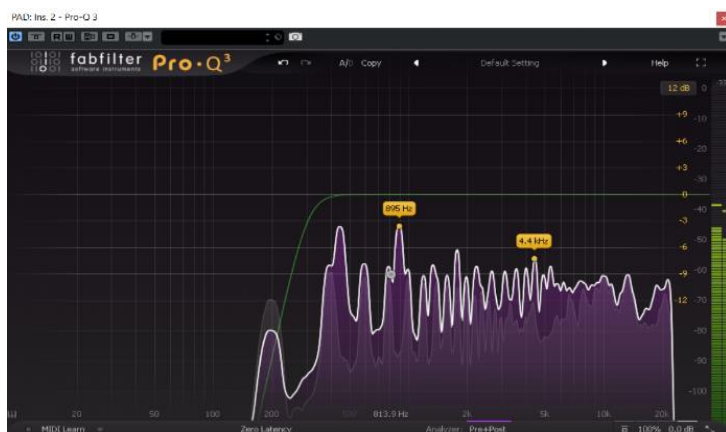 PAD: Ins. 2 - Pro-Q 3
fabfilter Pro·Q³
software instruments
A/B Copy Default Setting Help
12 dB 0
+9 -10
+6 -20
+3 -30
0 -40
-3
-6
-9 -60
-12 -70
-80
-90
-100
895 Hz
4.4 kHz
20 50 100 200 500 813.9 Hz 2k 5k 10k 20k
MIDI Learn Zero Latency Analyzer: Pre+Post 100% 0.0 dB